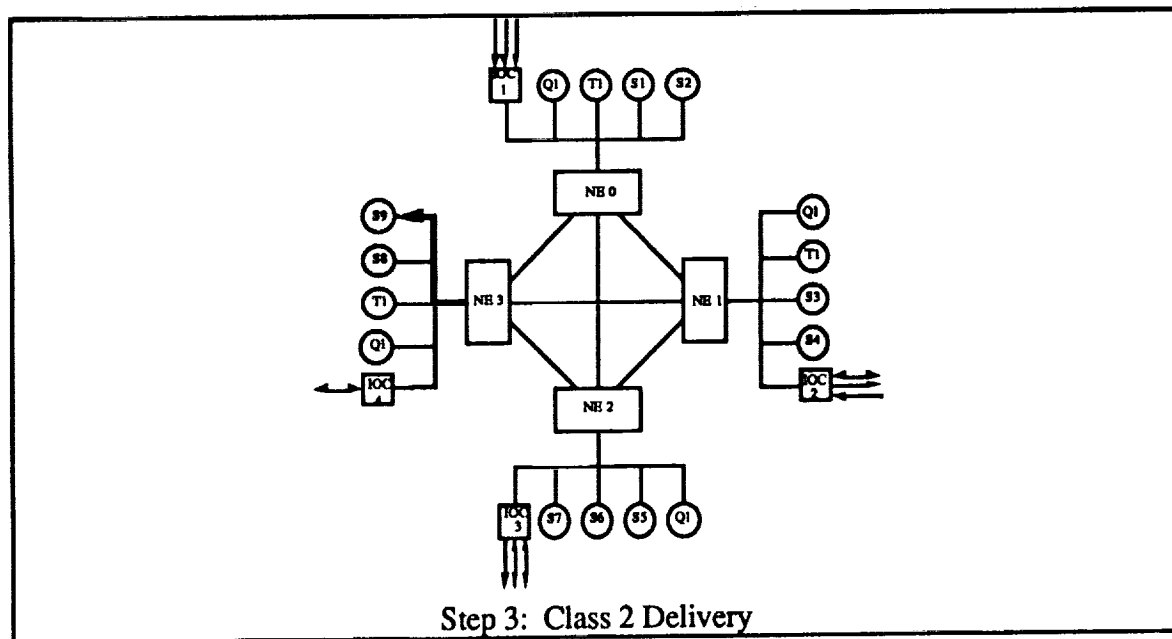 IOC
1
Q1
T1
S1
S2
NE 0
S9
S8
T1
Q1
IOC
4
NE 3
NE 1
Q1
T1
S3
S4
IOC
2
NE 2
IOC
3
S7
S6
S5
Q1
Step 3: Class 2 Delivery